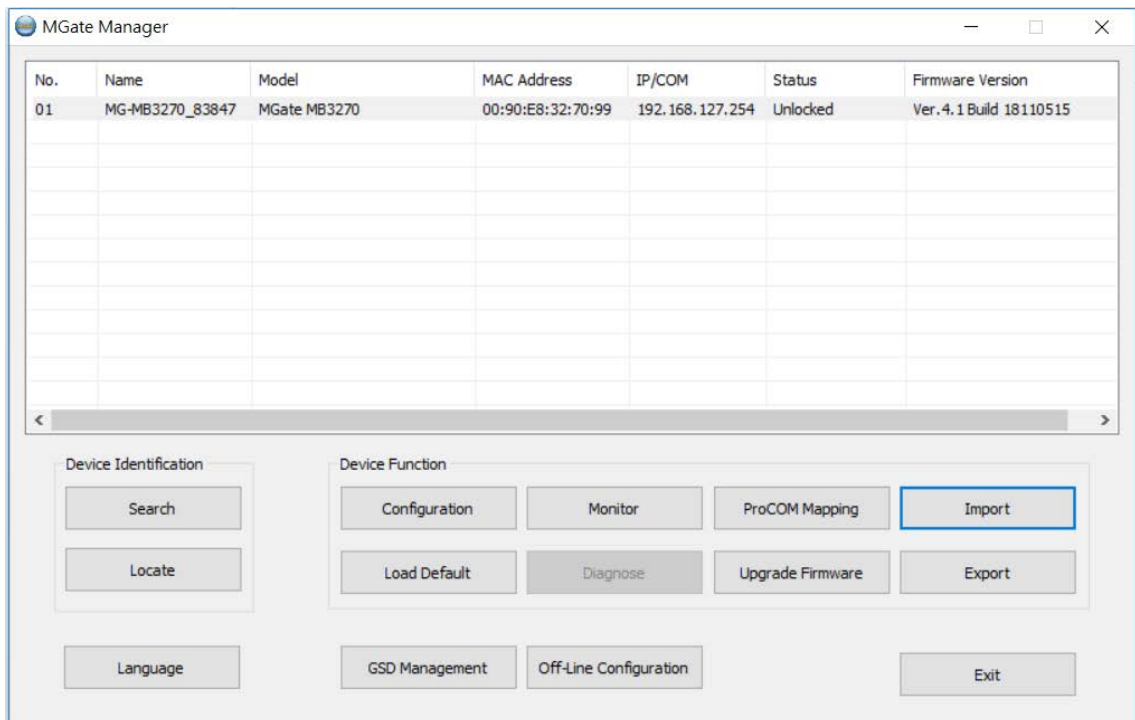 MGate Manager
No. Name Model MAC Address IP/COM Status Firmware Version
01 MG-MB3270_83847 MGate MB3270 00:90:E8:32:70:99 192.168.127.254 Unlocked Ver.4.1 Build 18110515
Device Identification
Device Function
Search
Configuration
Monitor
ProCOM Mapping
Import
Locate
Load Default
Diagnose
Upgrade Firmware
Export
Language
GSD Management
Off-Line Configuration
Exit